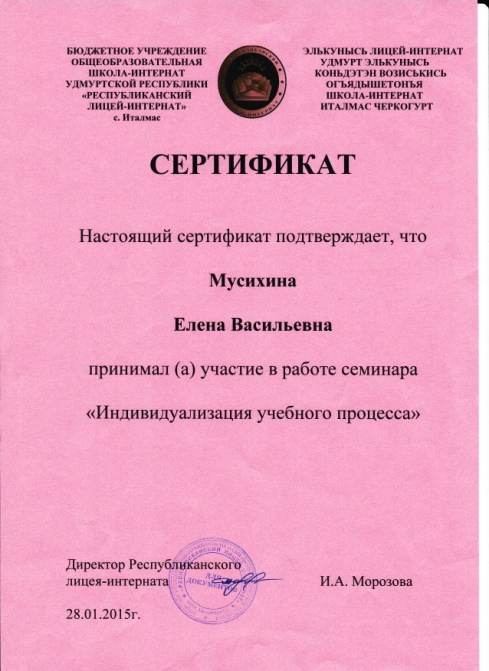 БЮДЖЕТНОЕ УЧРЕЖДЕНИЕ
ОБЩЕОБРАЗОВАТЕЛЬНАЯ
ШКОЛА-ИНТЕРНАТ
УДМУРТСКОЙ РЕСПУБЛИКИ
«РЕСПУБЛИКАНСКИЙ
ЛИЦЕЙ-ИНТЕРНАТ»
с. Италмас
ЭЛЬКУНЫСЬ ЛИЦЕЙ-ИНТЕРНАТ
УДМУРТ ЭЛЬКУНЫСЬ
КОНЬДЭТЭН ВОЗИСЬКИСЬ
ОГЪЯДЫШЕТОНЪЯ
ШКОЛА-ИНТЕРНАТ
ИТАЛМАС ЧЕРКОГУРТ
СЕРТИФИКАТ
Настоящий сертификат подтверждает, что
Мусихина
Елена Васильевна
принимал (а) участие в работе семинара
«Индивидуализация учебного процесса»
Директор Республиканского
лицея-интерната
И.А. Морозова
ДЛЯ
ДОКУМЕНТОВ
28.01.2015г.